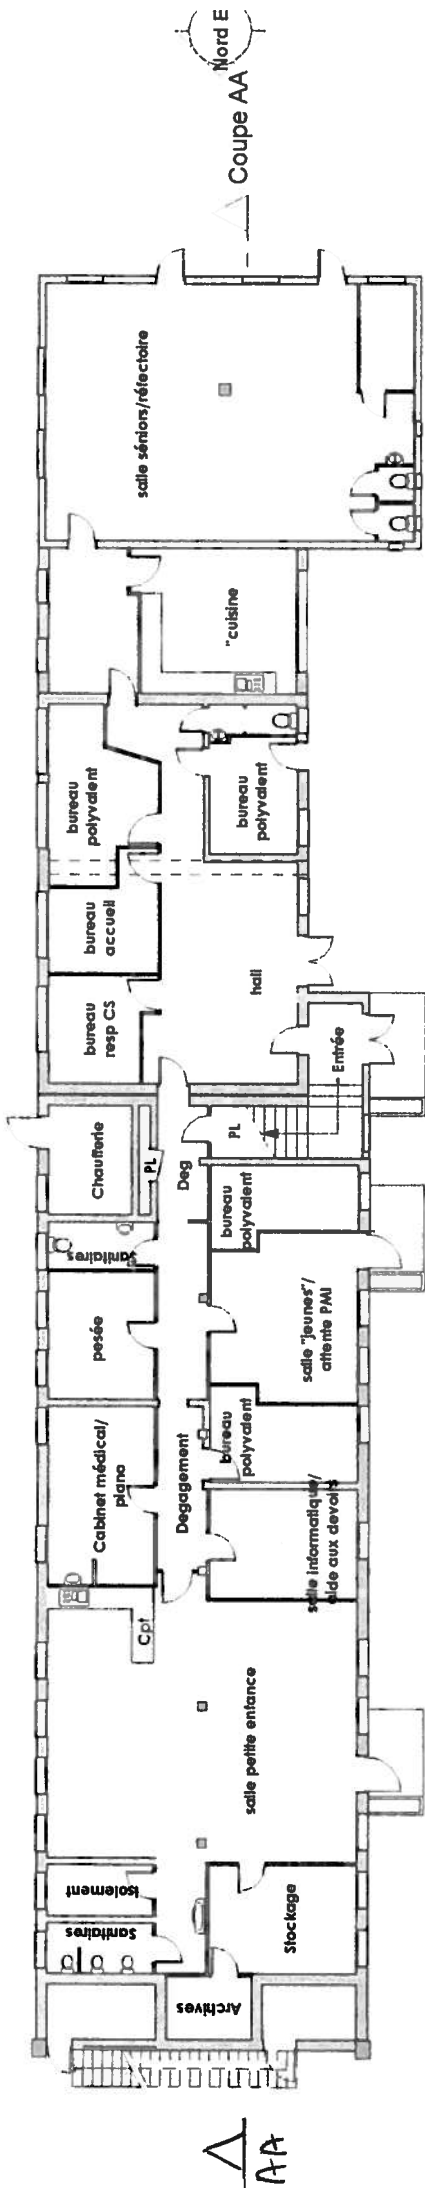 Nord E
Coupe AA
salle séniors/réfectoire
"cuisine
bureau
polyvalent
bureau
polyvalent
bureau
accueil
bureau
resp CS
hall
Entrée
PL
Chaufferie
PL
Deg
sanitaires
bureau
polyvalent
pesée
salle "jeunes"/
attente PMI
Cabinet médical/
piano
Degagement
bureau
polyvalent
salle informatique/
aide aux devoirs
Cpt
salle petite enfance
Isolement
Sanitaires
Stockage
Archives
AA